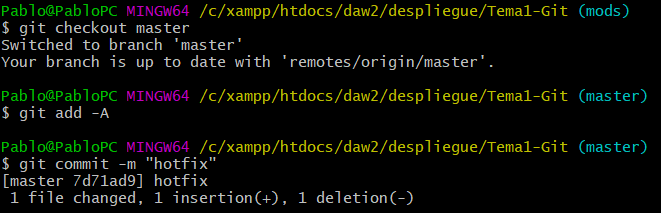 Pablo@PabloPC MINGW64 /c/xampp/htdocs/daw2/despliegue/Tema1-Git (mods)
$ git checkout master
Switched to branch 'master'
Your branch is up to date with 'remotes/origin/master'.
Pablo@PabloPC MINGW64 /c/xampp/htdocs/daw2/despliegue/Tema1-Git (master)
$ git add -A
Pablo@PabloPC MINGW64 /c/xampp/htdocs/daw2/despliegue/Tema1-Git (master)
$ git commit -m "hotfix"
[master 7d71ad9] hotfix
1 file changed, 1 insertion(+), 1 deletion(-)